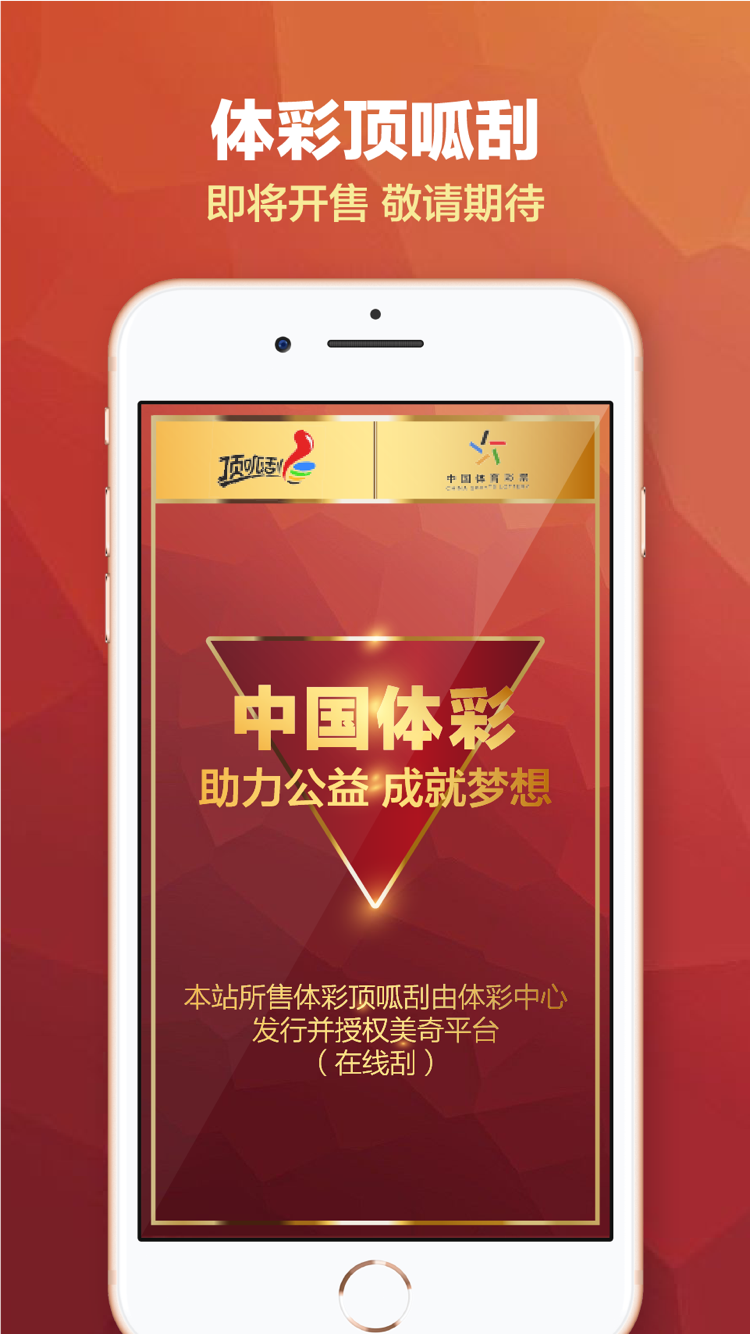 体彩顶呱刮
即将开售 敬请期待
顶呱刮
中国体育彩票
CHINA SPORTS LOTTERY
中国体彩
助力公益 成就梦想
本站所售体彩顶呱刮由体彩中心
发行并授权美奇平台
（在线刮）